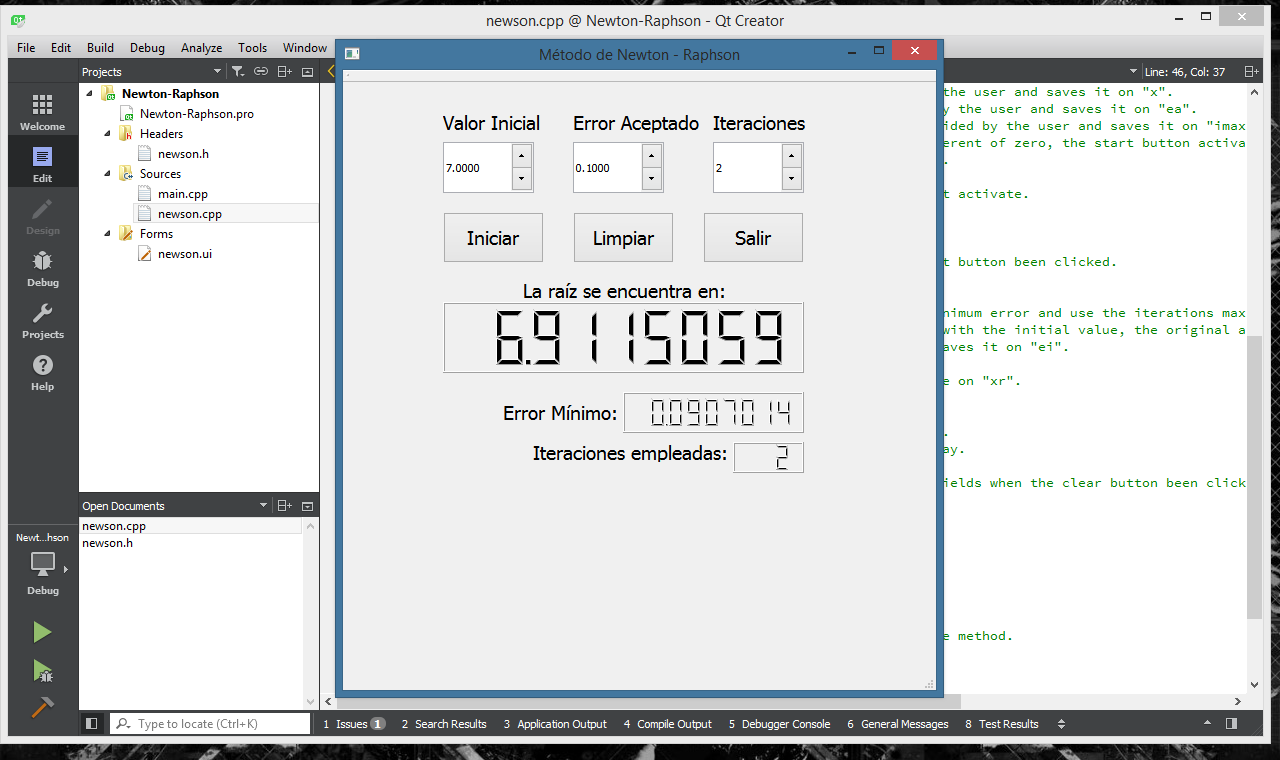 newson.cpp @ Newton-Raphson - Qt Creator
File Edit Build Debug Analyze Tools Window
Método de Newton - Raphson
Projects
Line: 46, Col: 37
Newton-Raphson
Newton-Raphson.pro
Headers
newson.h
Sources
main.cpp
newson.cpp
Forms
newson.ui
Welcome
Edit
Design
Debug
Projects
Help
Valor Inicial Error Aceptado Iteraciones
7.0000 0.1000 2
Iniciar Limpiar Salir
La raíz se encuentra en:
6.91115059
Error Mínimo: 0.0907014
Iteraciones empleadas: 2
the user and saves it on "x".
y the user and saves it on "ea".
ided by the user and saves it on "imax
erent of zero, the start button activa
.
t activate.
t button been clicked.
nimum error and use the iterations max
with the initial value, the original a
aves it on "ei".
e on "xr".
.
ay.
ields when the clear button been click
e method.
Open Documents
newson.cpp
newson.h
Newt...hson
Debug
Type to locate (Ctrl+K)
1 Issues 1 2 Search Results 3 Application Output 4 Compile Output 5 Debugger Console 6 General Messages 8 Test Results